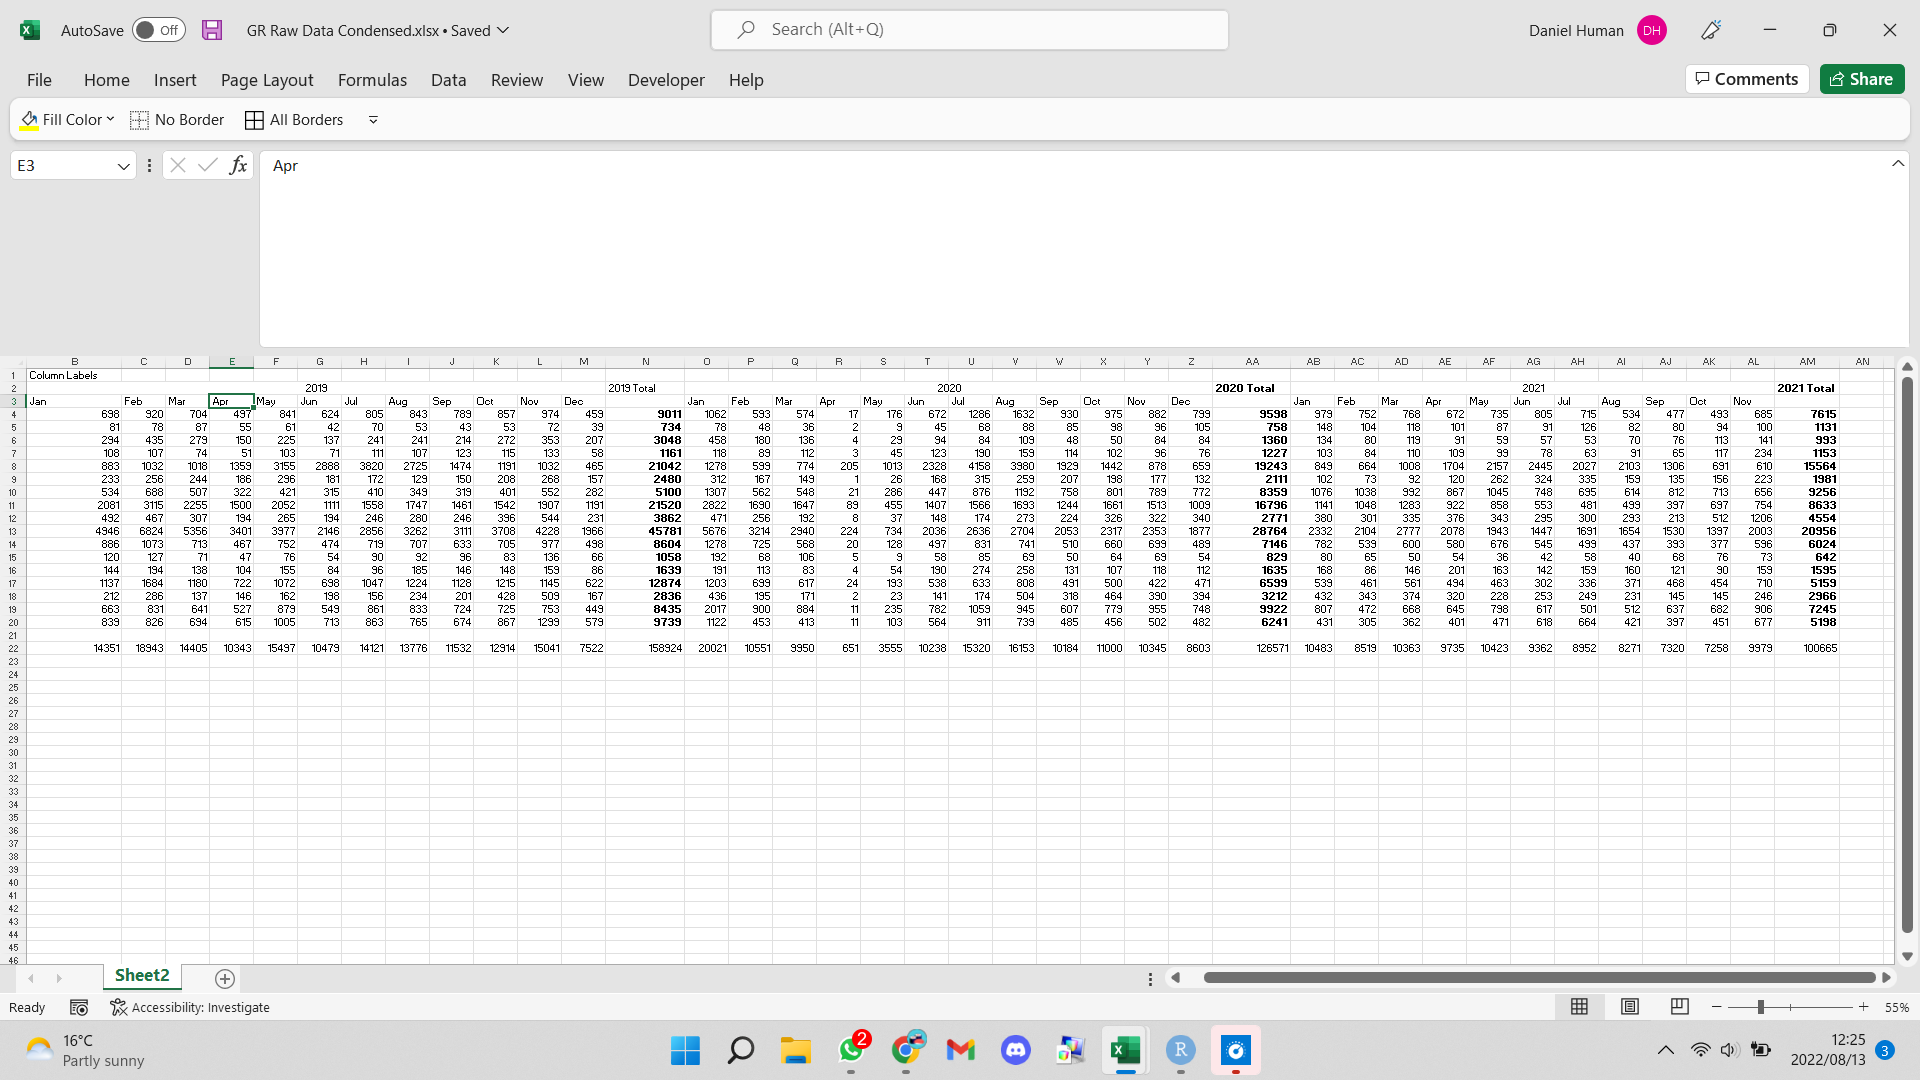 AutoSave Off GR Raw Data Condensed.xlsx • Saved Search (Alt+Q) Daniel Human DH
File Home Insert Page Layout Formulas Data Review View Developer Help Comments Share
Fill Color No Border All Borders
E3 fx Apr
B C D E F G H I J K L M N O P Q R S T U V W X Y Z AA AB AC AD AE AF AG AH AI AJ AK AL AM AN
1 Column Labels
2 2019 2019 Total 2020 2020 Total 2021 2021 Total
3 Jan Feb Mar Apr May Jun Jul Aug Sep Oct Nov Dec Jan Feb Mar Apr May Jun Jul Aug Sep Oct Nov Dec Jan Feb Mar Apr May Jun Jul Aug Sep Oct Nov
4 698 920 704 497 841 624 805 843 789 857 974 459 9011 1062 593 574 17 176 672 1286 1632 930 975 882 799 9598 979 752 768 672 735 805 715 534 477 493 685 7615
5 81 78 87 55 61 42 70 53 43 53 72 39 734 78 48 36 2 9 45 68 88 85 98 96 105 758 148 104 118 101 87 91 126 82 80 94 100 1131
6 294 435 279 150 225 137 241 241 214 272 353 207 3048 458 180 136 4 29 94 84 109 48 50 84 84 1360 134 80 119 91 59 57 53 70 76 113 141 993
7 108 107 74 51 103 71 111 107 123 115 133 58 1161 118 89 112 3 45 123 190 159 114 102 96 76 1227 103 84 110 109 99 78 63 91 65 117 234 1153
8 883 1032 1018 1359 3155 2888 3820 2725 1474 1191 1032 465 21042 1278 599 774 205 1013 2328 4158 3980 1929 1442 878 659 19243 849 664 1008 1704 2157 2445 2027 2103 1306 691 610 15564
9 233 256 244 186 296 181 172 129 150 208 268 157 2480 312 167 149 1 26 168 315 259 207 198 177 132 2111 102 73 92 120 262 324 335 159 135 156 223 1981
10 534 688 507 322 421 315 410 349 319 401 552 282 5100 1307 562 548 21 286 447 876 1192 758 801 789 772 8359 1076 1038 992 867 1045 748 695 614 812 713 656 9256
11 2081 3115 2255 1500 2052 1111 1558 1747 1461 1542 1907 1191 21520 2822 1690 1647 89 455 1407 1566 1693 1244 1661 1513 1009 16796 1141 1048 1283 922 858 553 481 499 397 697 754 8633
12 492 467 307 194 265 194 246 280 246 396 544 231 3862 471 256 192 8 37 148 174 273 224 326 322 340 2771 380 301 335 376 343 295 300 293 213 512 1206 4554
13 4946 6824 5356 3401 3977 2146 2856 3262 3111 3708 4228 1966 45781 5676 3214 2940 224 734 2036 2636 2704 2053 2317 2353 1877 28764 2332 2104 2777 2078 1943 1447 1691 1654 1530 1397 2003 20956
14 886 1073 713 467 752 474 719 707 633 705 977 498 8604 1278 725 568 20 128 497 831 741 510 660 699 489 7146 782 539 600 580 676 545 499 437 393 377 596 6024
15 120 127 71 47 76 54 90 92 96 83 136 66 1058 192 68 106 5 9 58 85 69 50 64 69 54 829 80 65 50 54 36 42 58 40 68 76 73 642
16 144 194 138 104 155 84 96 185 146 148 159 86 1639 191 113 83 4 54 190 274 258 131 107 118 112 1635 168 86 146 201 163 142 159 160 121 90 159 1595
17 1137 1684 1180 722 1072 698 1047 1224 1128 1215 1145 622 12874 1203 699 617 24 193 538 633 808 491 500 422 471 6599 539 461 561 494 463 302 336 371 468 454 710 5159
18 212 286 137 146 162 198 156 234 201 428 509 167 2836 436 195 171 2 23 141 174 504 318 464 390 394 3212 432 343 374 320 228 253 249 231 145 145 246 2966
19 663 831 641 527 879 549 861 833 724 725 753 449 8435 2017 900 884 11 235 782 1059 945 607 779 955 748 9922 807 472 668 645 798 617 501 512 637 682 906 7245
20 839 826 694 615 1005 713 863 765 674 867 1299 579 9739 1122 453 413 11 103 564 911 739 485 456 502 482 6241 431 305 362 401 471 618 664 421 397 451 677 5198
21
22 14351 18943 14405 10343 15497 10479 14121 13776 11532 12914 15041 7522 158924 20021 10551 9950 651 3555 10238 15320 16153 10184 11000 10345 8603 126571 10483 8519 10363 9735 10423 9362 8952 8271 7320 7258 9979 100665
23
24
25
26
27
28
29
30
31
32
33
34
35
36
37
38
39
40
41
42
43
44
45
46
Sheet2
Ready Accessibility: Investigate 55%
16°C
Partly sunny
2
R
12:25
2022/08/13 3